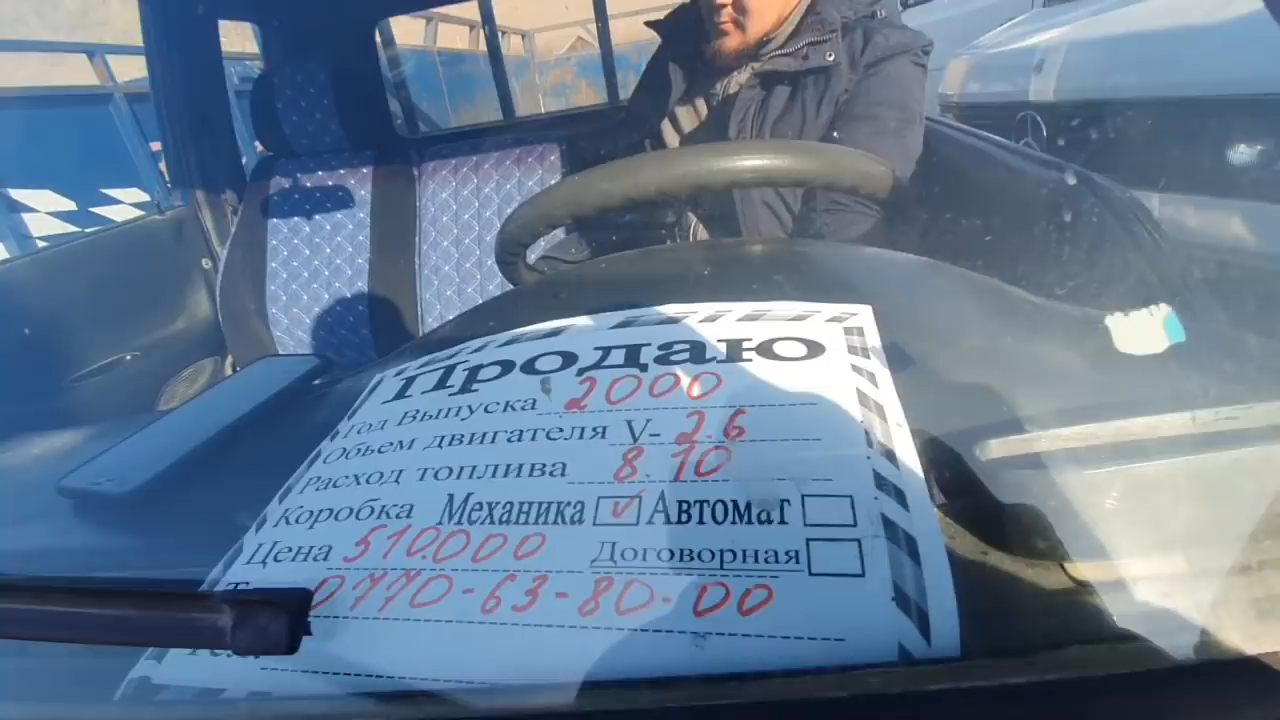 Продаю
Год Выпуска 2000
Обьем двигателя V- 2.6
Расход топлива 8.10
Коробка Механика ✓ Автомат
Цена 510.000 Договорная
0770-63-80-00